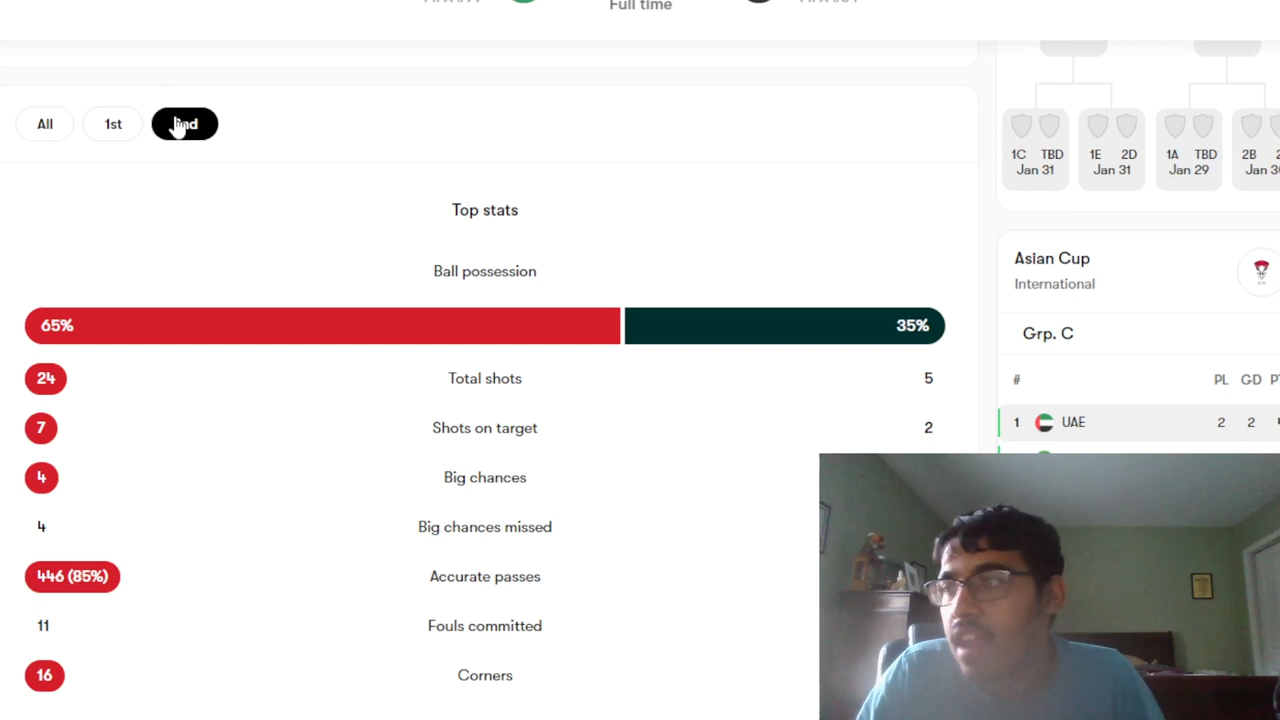 Full time
All
1st
Top stats
Ball possession
65%
35%
24
Total shots
5
7
Shots on target
2
4
Big chances
4
Big chances missed
446 (85%)
Accurate passes
11
Fouls committed
16
Corners
1C TBD
Jan 31
1E 2D
Jan 31
1A TBD
Jan 29
2B
Jan
Asian Cup
International
Grp. C
# PL GD
1 UAE 2 2